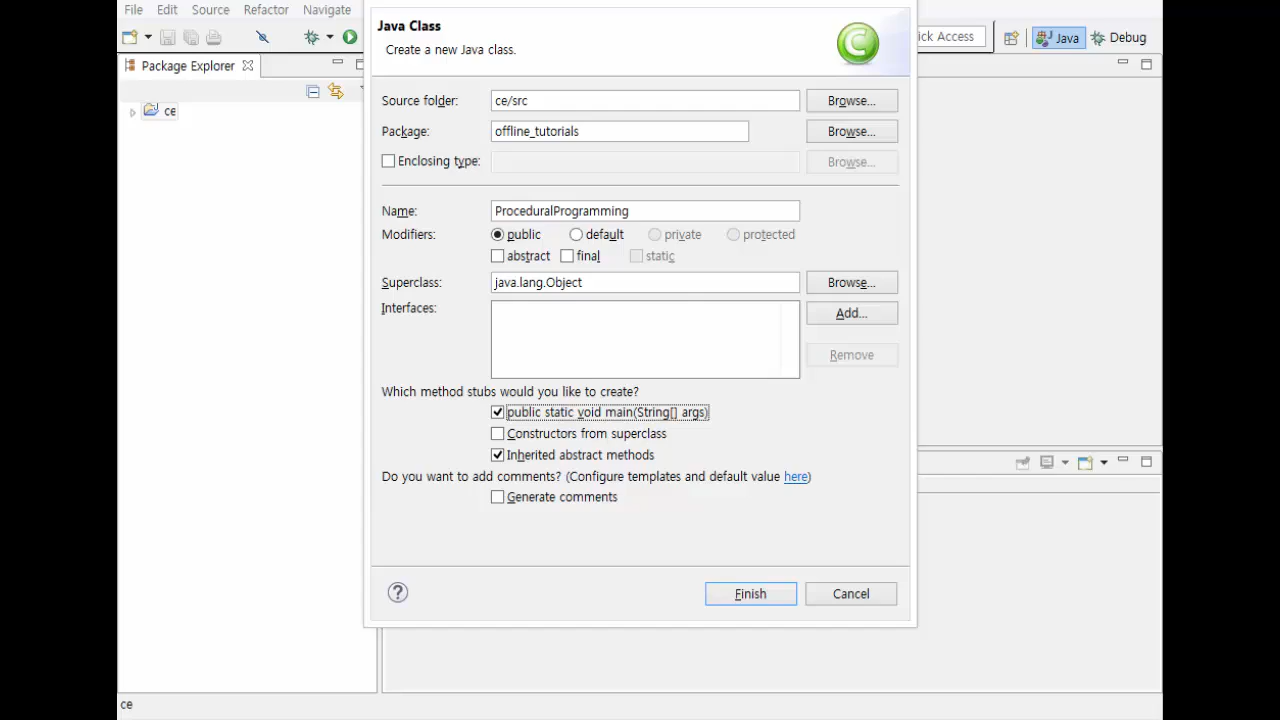 File Edit Source Refactor Navigate
Java Class
Create a new Java class.
ick Access
Java
Debug
Package Explorer
ce
Source folder: ce/src Browse...
Package: offline_tutorials Browse...
Enclosing type: Browse...
Name: ProceduralProgramming
Modifiers: public default private protected
abstract final static
Superclass: java.lang.Object Browse...
Interfaces: Add...
Remove
Which method stubs would you like to create?
public static void main(String[] args)
Constructors from superclass
Inherited abstract methods
Do you want to add comments? (Configure templates and default value here)
Generate comments
? Finish Cancel
ce